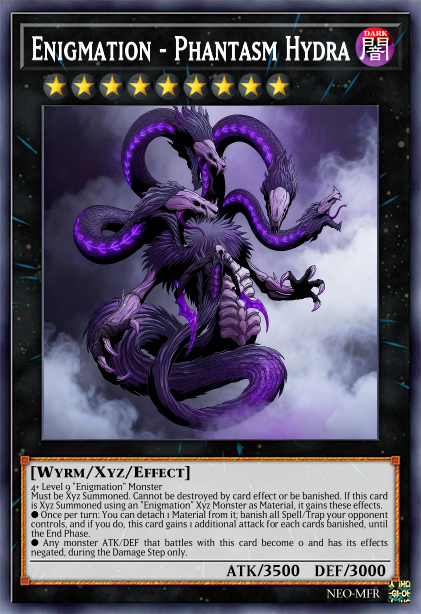 ENIGMATION - PHANTASM HYDRA
DARK
闇
[WYRM/XYZ/EFFECT]
4+ Level 9 "Enigmation" Monster
Must be Xyz Summoned. Cannot be destroyed by card effect or be banished. If this card
is Xyz Summoned using an "Enigmation" Xyz Monster as Material, it gains these effects.
● Once per turn: You can detach 1 Material from it; banish all Spell/Trap your opponent
controls, and if you do, this card gains 1 additional attack for each cards banished, until
the End Phase.
● Any monster ATK/DEF that battles with this card become 0 and has its effects
negated, during the Damage Step only.
ATK/3500 DEF/3000
NEO-MFR